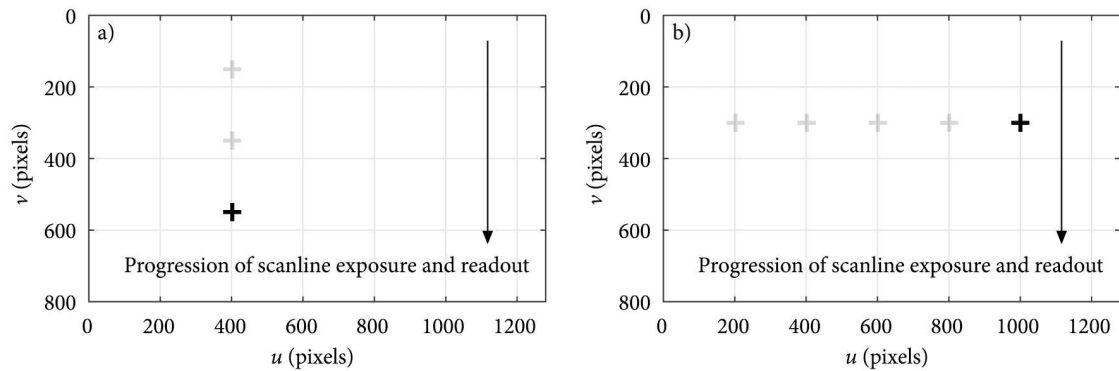 a)
0
200
400
600
800
v (pixels)
Progression of scanline exposure and readout
0 200 400 600 800 1000 1200
u (pixels)
b)
0
200
400
600
800
v (pixels)
Progression of scanline exposure and readout
0 200 400 600 800 1000 1200
u (pixels)